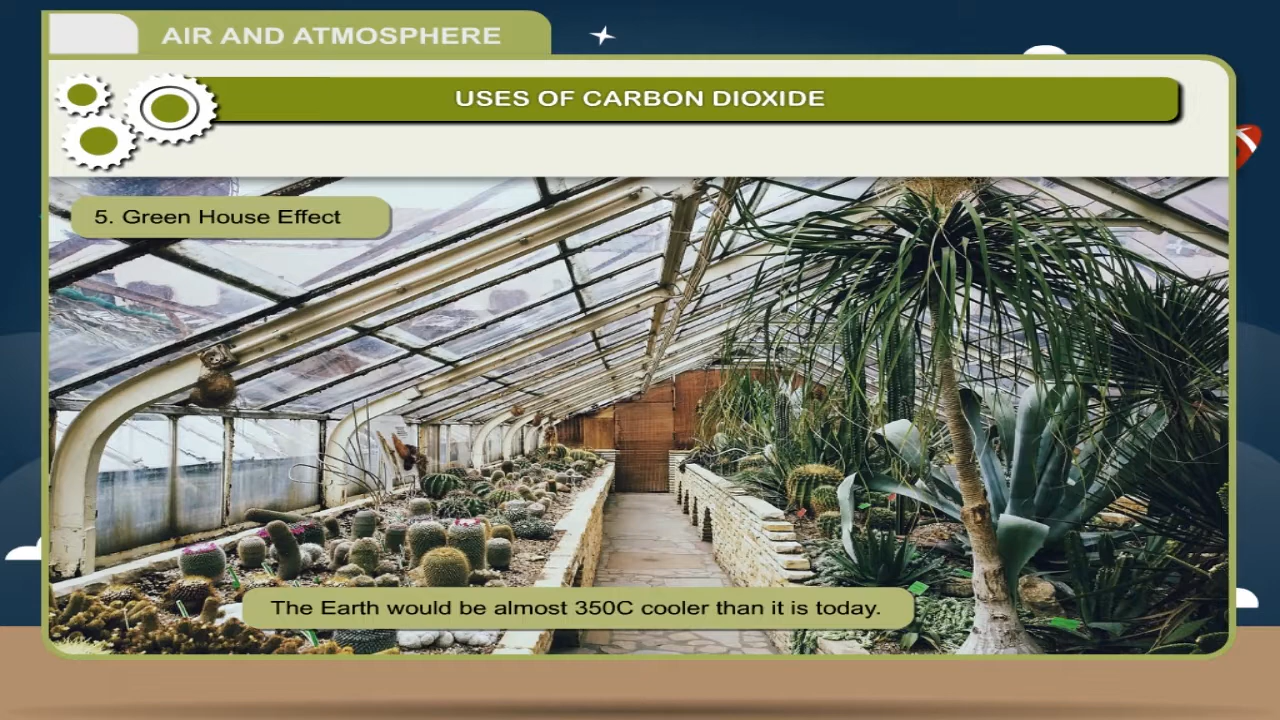 AIR AND ATMOSPHERE
USES OF CARBON DIOXIDE
5. Green House Effect
The Earth would be almost 350C cooler than it is today.